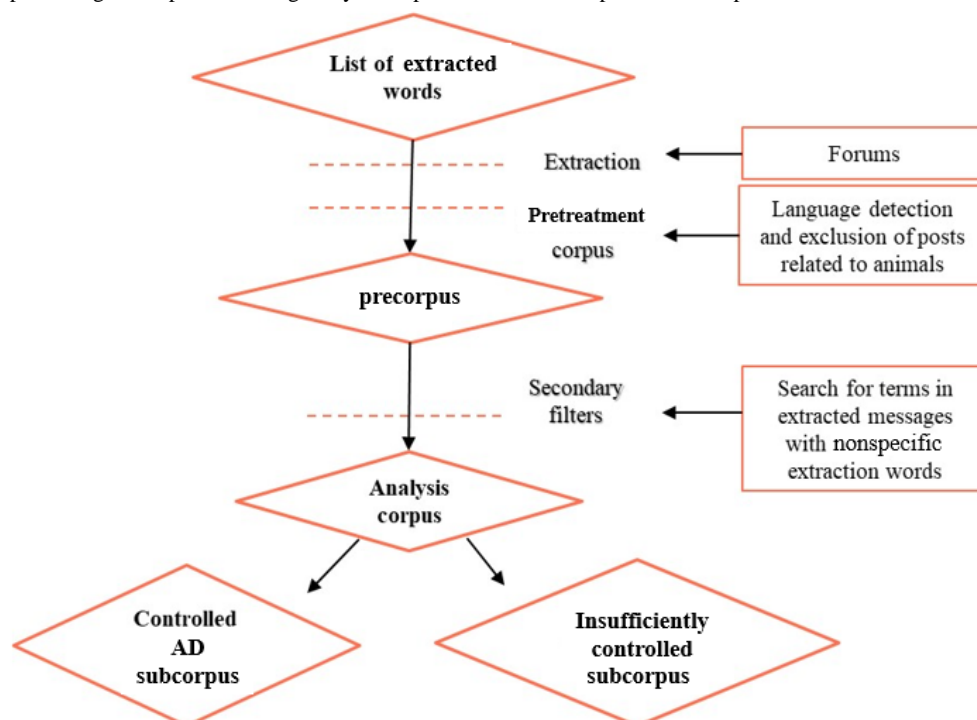 List of extracted
words
Extraction
Forums
Pretreatment
corpus
Language detection
and exclusion of posts
related to animals
precorpus
Secondary
filters
Search for terms in
extracted messages
with nonspecific
extraction words
Analysis
corpus
Controlled
AD
subcorpus
Insufficiently
controlled
subcorpus